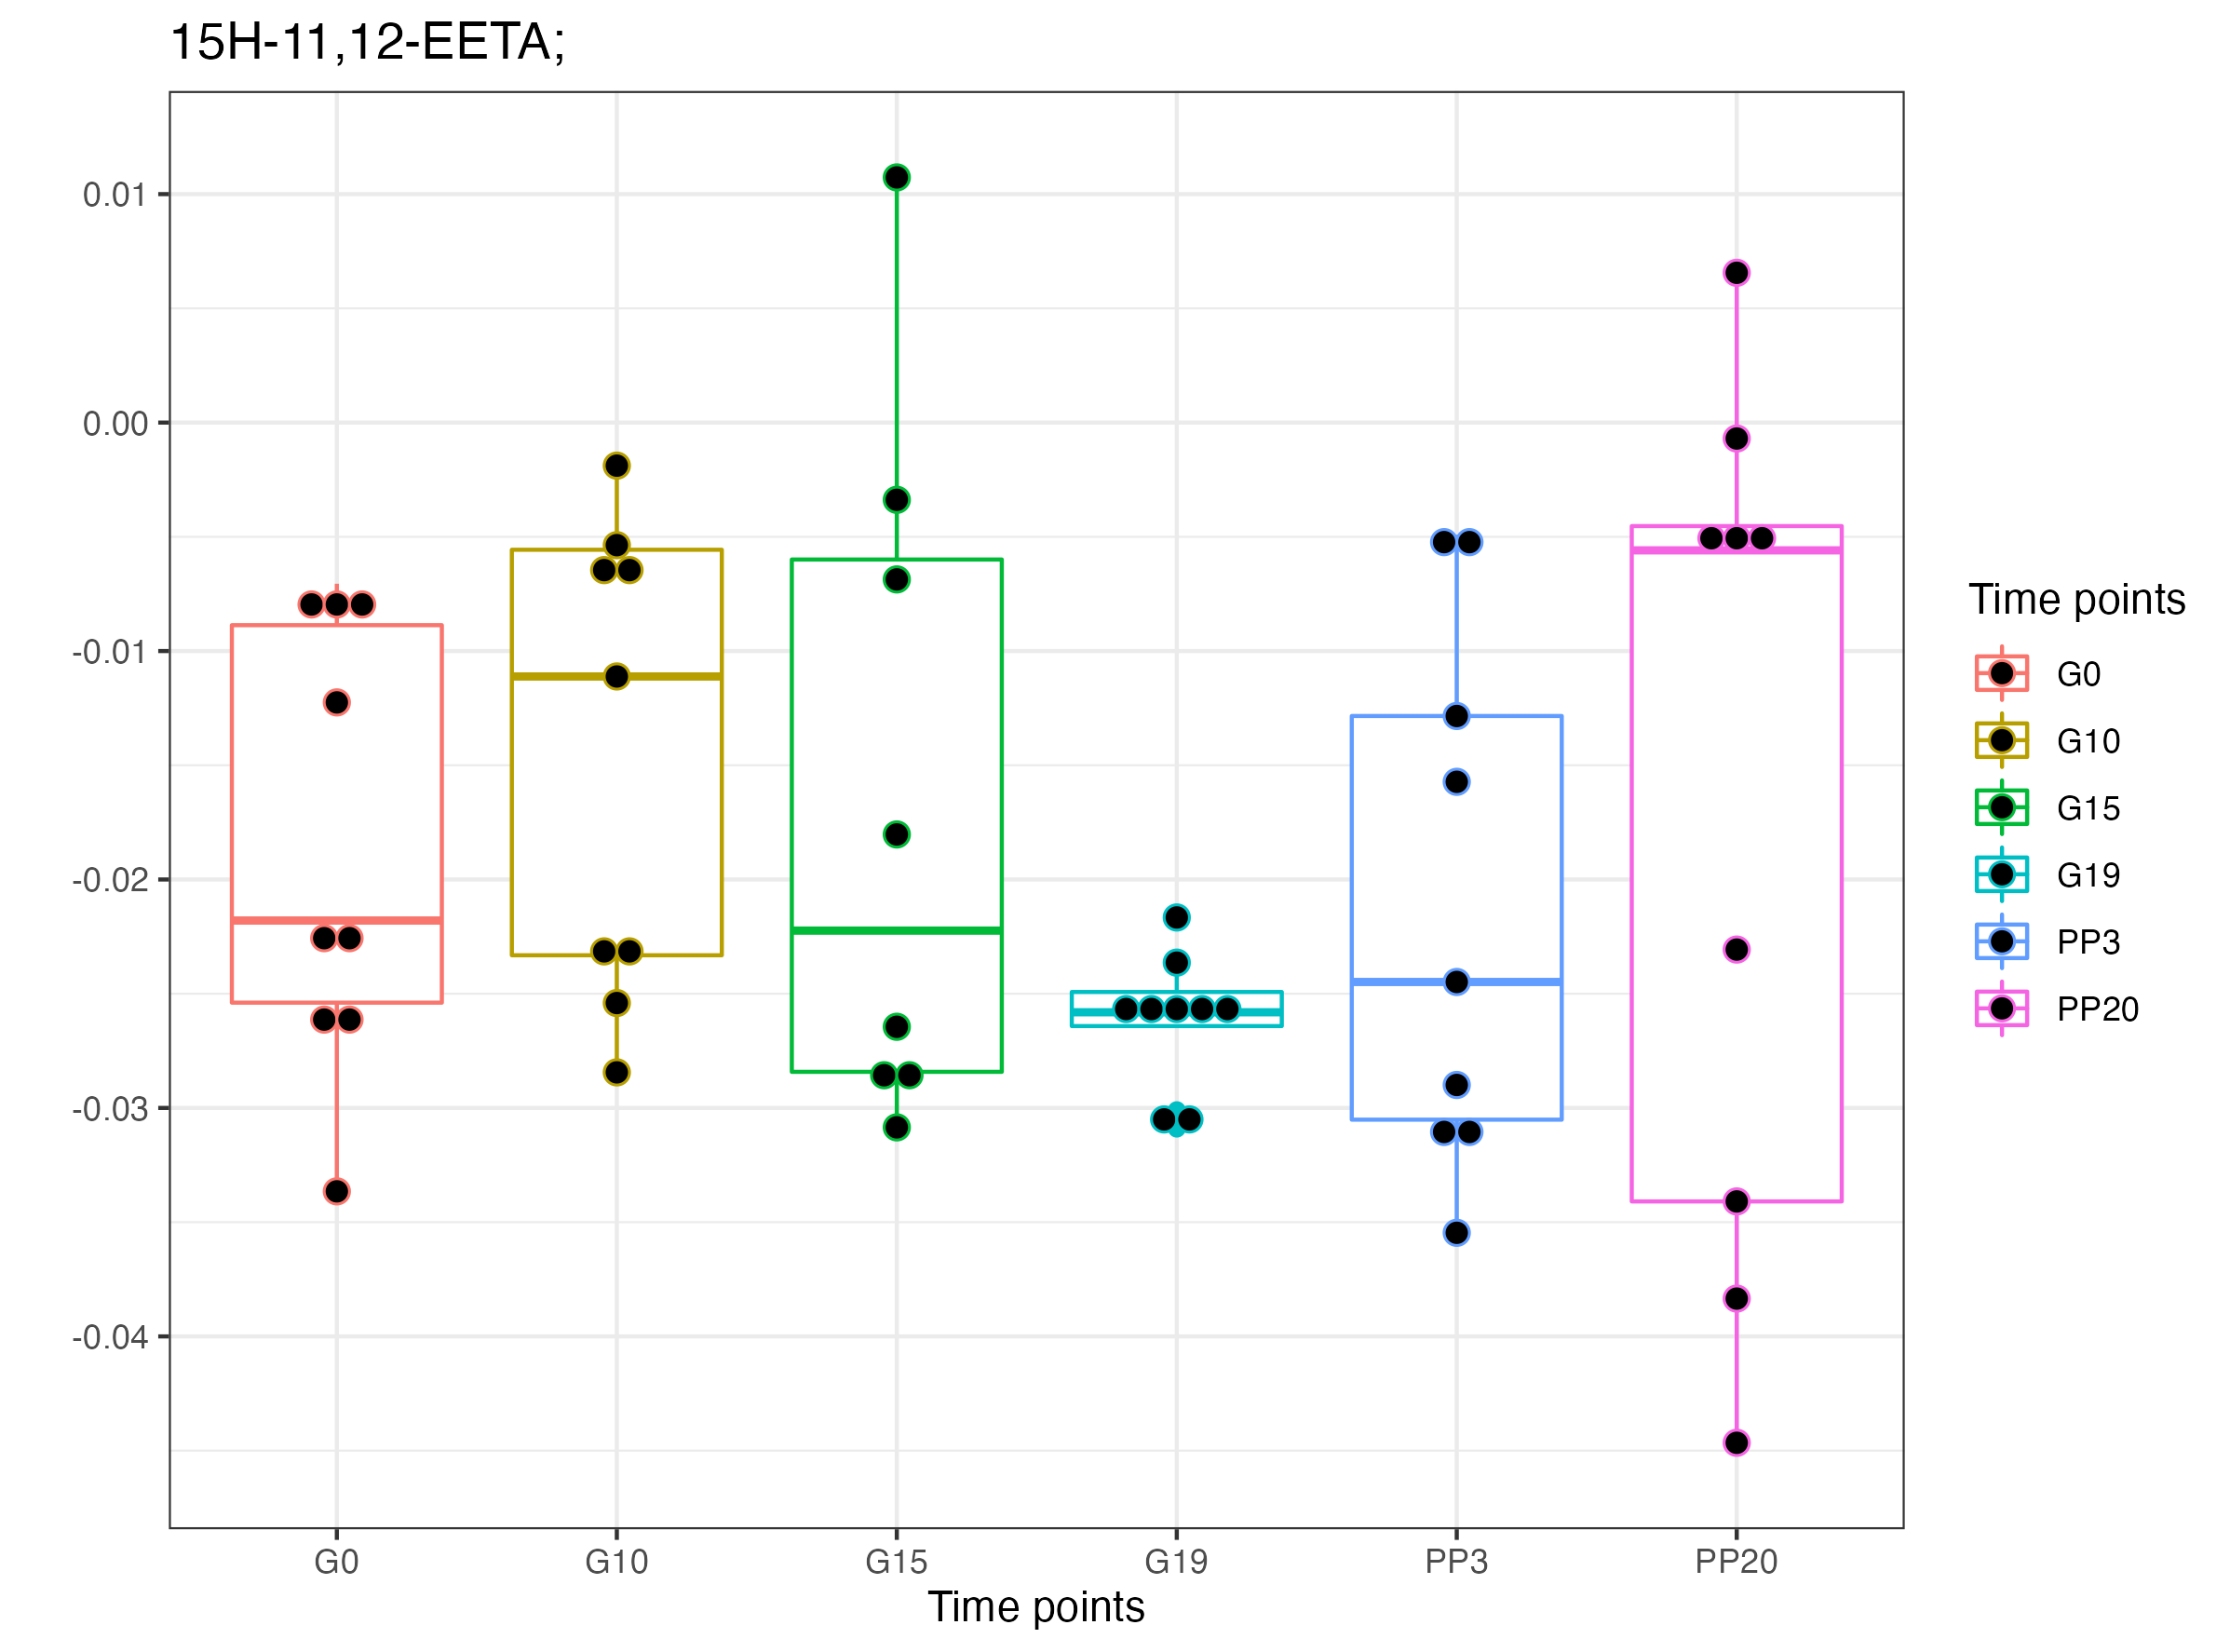 15H-11,12-EETA;
0.01
0.00
-0.01
-0.02
-0.03
-0.04
G0 G10 G15 G19 PP3 PP20
Time points
Time points
G0
G10
G15
G19
PP3
PP20